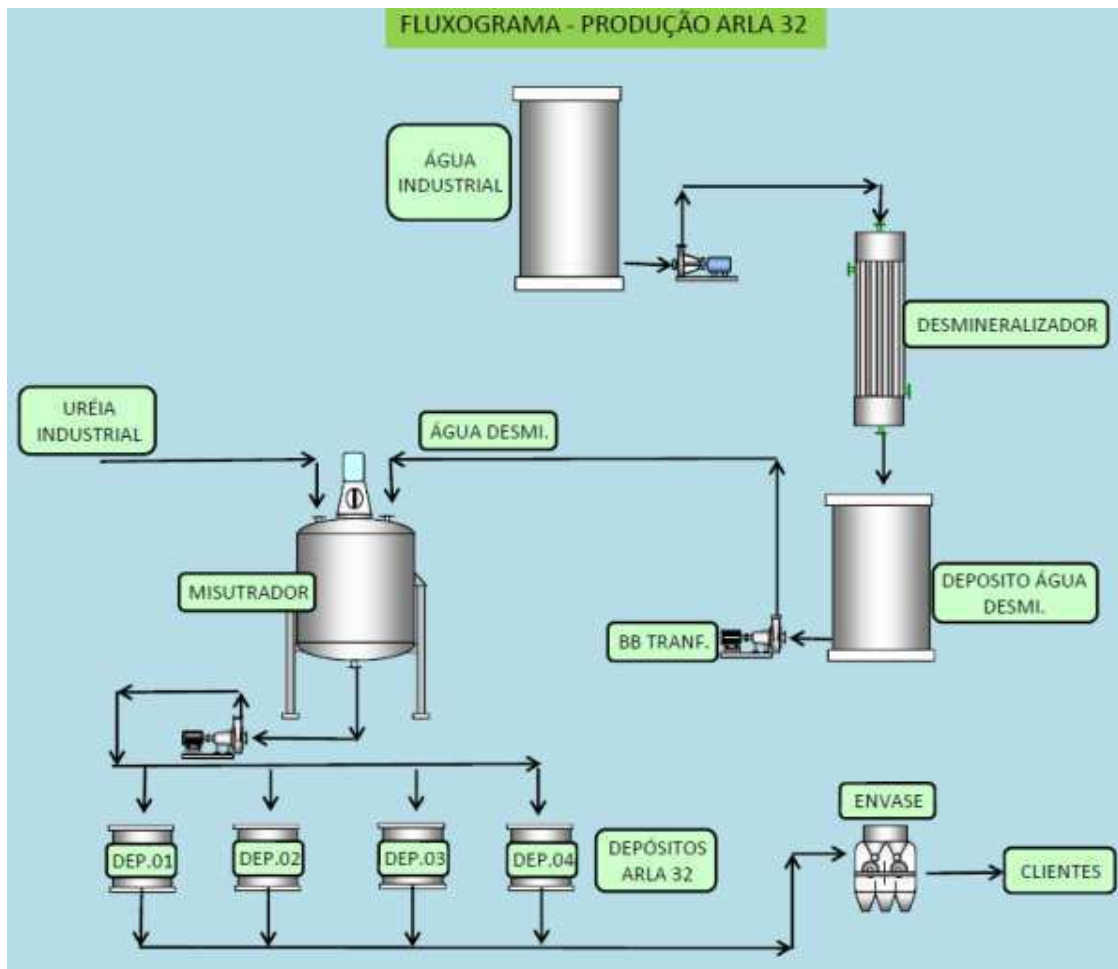 FLUXOGRAMA - PRODUÇÃO ARLA 32
ÁGUA
INDUSTRIAL
DESMINERALIZADOR
URÉIA
INDUSTRIAL
ÁGUA DESMI.
MISUTRADOR
DEPOSITO ÁGUA
DESMI.
BB TRANF.
ENVASE
DEP.01
DEP.02
DEP.03
DEP.04
DEPÓSITOS
ARLA 32
CLIENTES